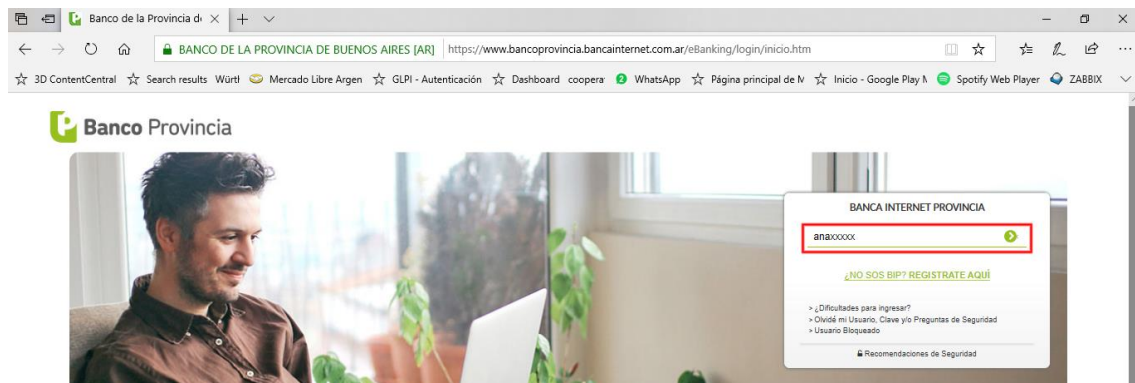 Banco de la Provincia d
BANCO DE LA PROVINCIA DE BUENOS AIRES [AR] https://www.bancoprovincia.bancainternet.com.ar/eBanking/login/inicio.htm
3D ContentCentral Search results Würtl Mercado Libre Argen GLPI - Autenticación Dashboard coopera WhatsApp Página principal de M Inicio - Google Play M Spotify Web Player ZABBIX
Banco Provincia
BANCA INTERNET PROVINCIA
anaxxxxx
¿NO SOS BIP? REGISTRATE AQUÍ
> ¿Dificultades para ingresar?
> Olvidé mi Usuario, Clave y/o Preguntas de Seguridad
> Usuario Bloqueado
Recomendaciones de Seguridad